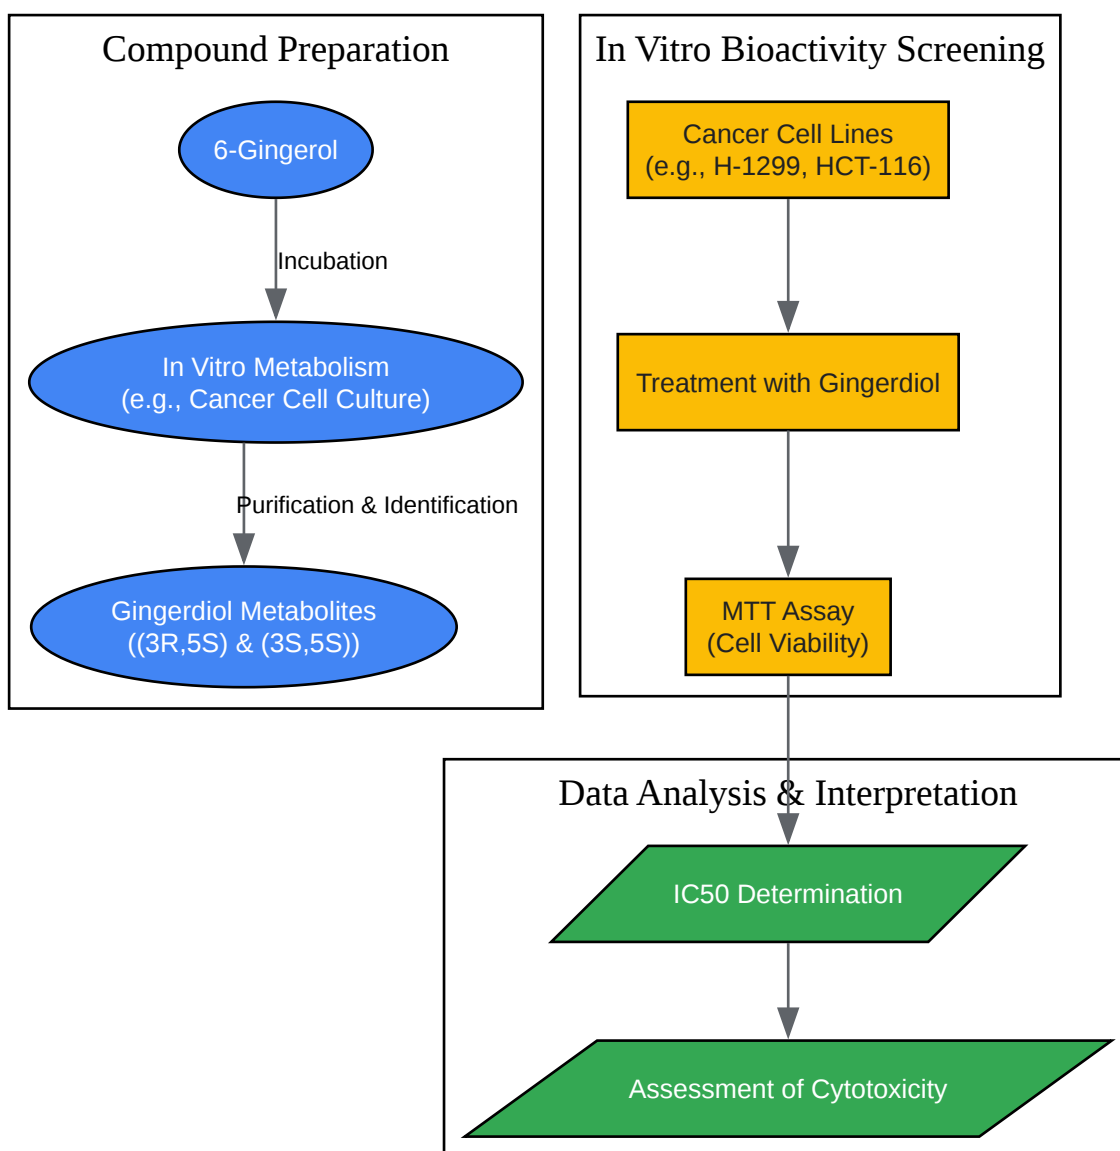 Compound Preparation
6-Gingerol
Incubation
In Vitro Metabolism
(e.g., Cancer Cell Culture)
Purification & Identification
Gingerdiol Metabolites
((3R,5S) & (3S,5S))
In Vitro Bioactivity Screening
Cancer Cell Lines
(e.g., H-1299, HCT-116)
Treatment with Gingerdiol
MTT Assay
(Cell Viability)
Data Analysis & Interpretation
IC50 Determination
Assessment of Cytotoxicity